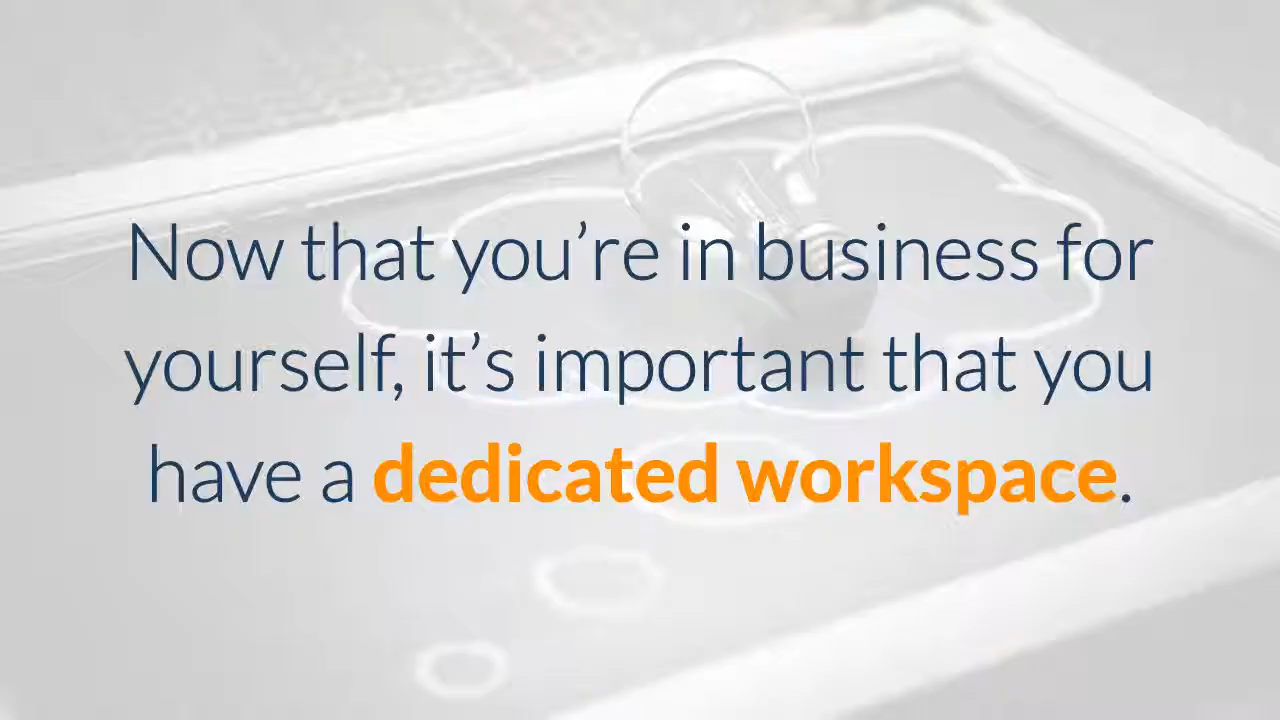 Now that you’re in business for
yourself, it’s important that you
have a dedicated workspace.